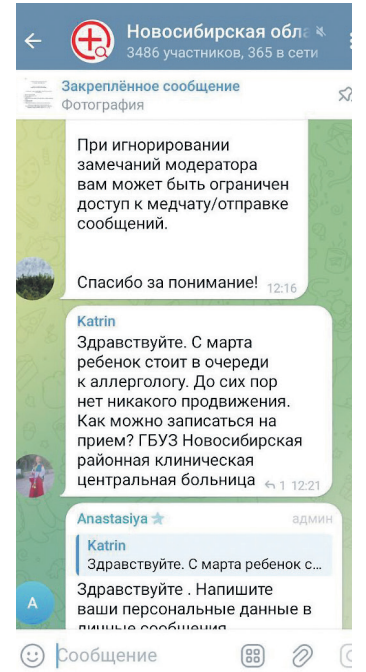 Новосибирская обла
3486 участников, 365 в сети
Закреплённое сообщение
Фотография
При игнорировании
замечаний модератора
вам может быть ограничен
доступ к медчату/отправке
сообщений.
Спасибо за понимание! 12:16
Katrin
Здравствуйте. С марта
ребенок стоит в очереди
к аллергологу. До сих пор
нет никакого продвижения.
Как можно записаться на
прием? ГБУЗ Новосибирская
районная клиническая
центральная больница 1 12:21
Anastasiya админ
Katrin
Здравствуйте. С марта ребенок с...
Здравствуйте . Напишите
ваши персональные данные в
личные сообщения
А
Сообщение